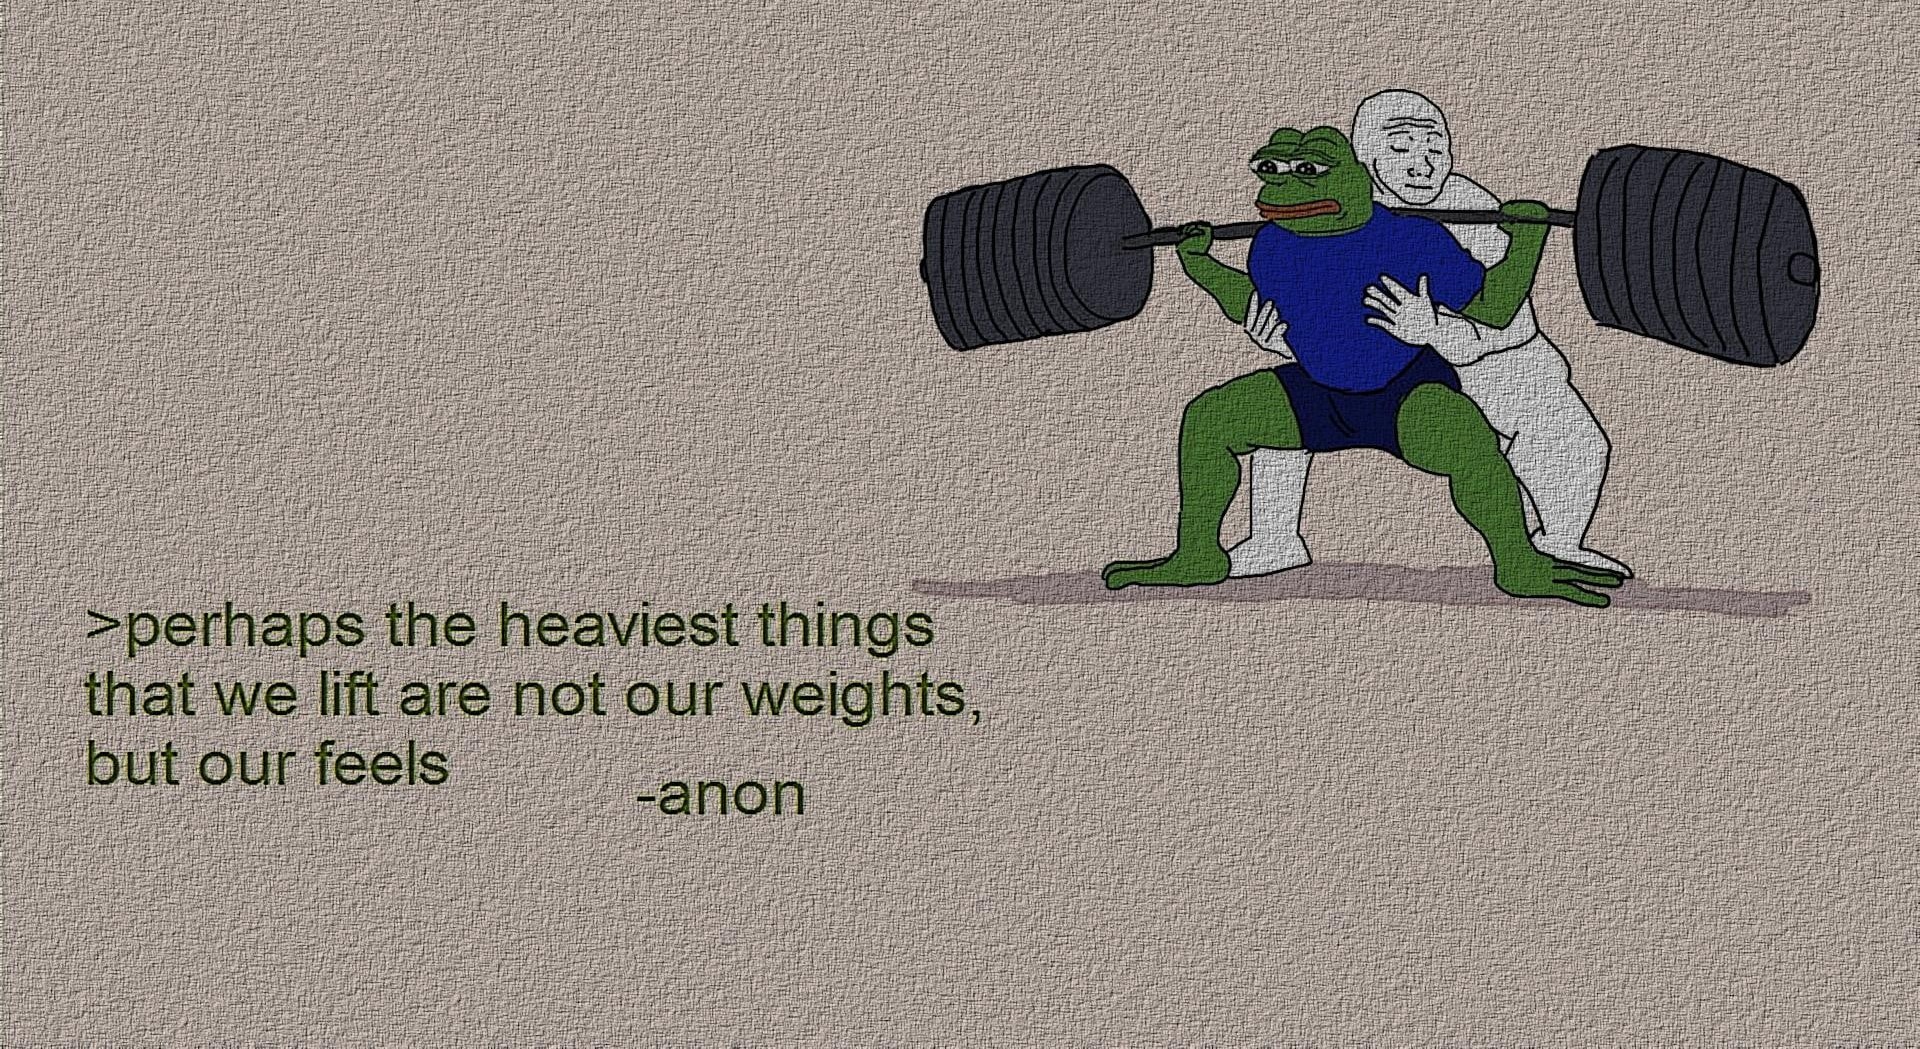 >perhaps the heaviest things
that we lift are not our weights,
but our feels
-anon